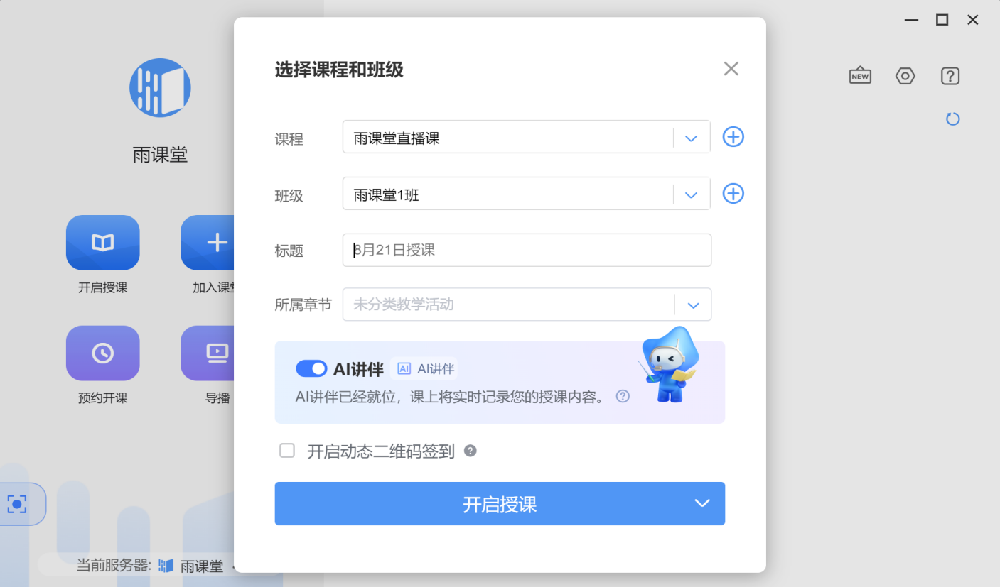 选择课程和班级
NEW
?
雨课堂
课程 雨课堂直播课
班级 雨课堂1班
标题 8月21日授课
所属章节 未分类教学活动
开启授课
加入课堂
AI讲伴 AI AI讲伴
AI讲伴已经就位，课上将实时记录您的授课内容。 ?
预约开课
导播
开启动态二维码签到 ?
开启授课
当前服务器: 雨课堂